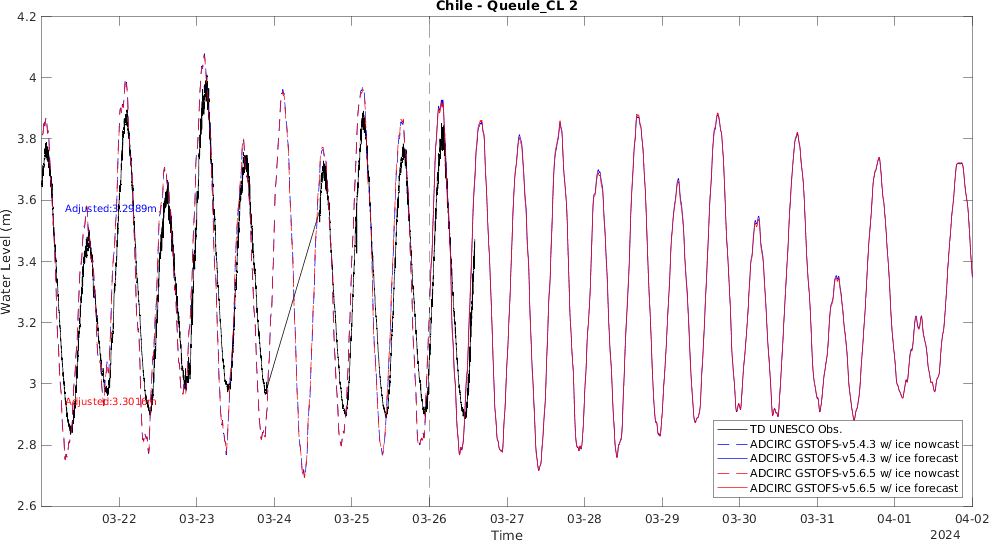 Chile - Queule_CL 2
4.2
4
3.8
3.6
3.4
3.2
3
2.8
2.6
Water Level (m)
Adjusted:3.2989m
Adjusted:3.3016m
TD UNESCO Obs.
ADCIRC GSTOFS-v5.4.3 w/ ice nowcast
ADCIRC GSTOFS-v5.4.3 w/ ice forecast
ADCIRC GSTOFS-v5.6.5 w/ ice nowcast
ADCIRC GSTOFS-v5.6.5 w/ ice forecast
03-22 03-23 03-24 03-25 03-26 03-27 03-28 03-29 03-30 03-31 04-01 04-02
Time
2024